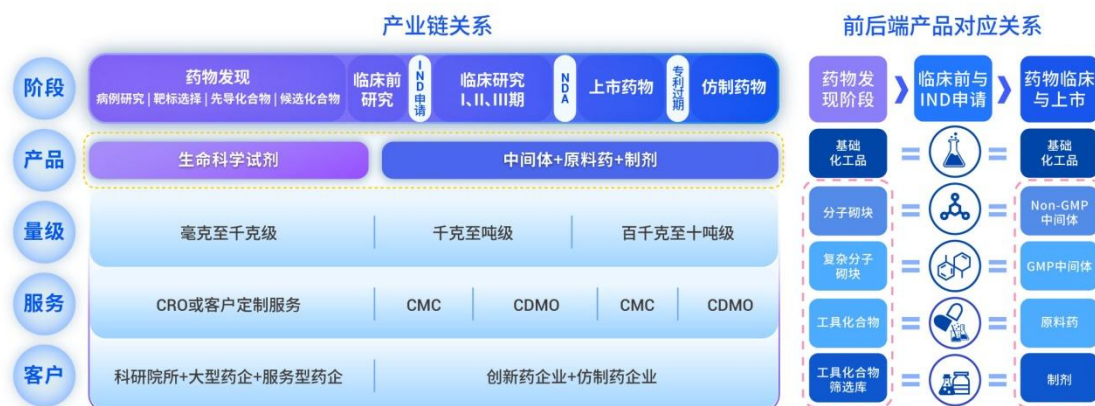 产业链关系
前后端产品对应关系
阶段
药物发现
病例研究 | 靶标选择 | 先导化合物 | 候选化合物
临床前
研究
IND申请
临床研究
I、II、III期
NDA
上市药物
专利过期
仿制药物
产品
生命科学试剂
中间体+原料药+制剂
量级
毫克至千克级
千克至吨级
百千克至十吨级
服务
CRO或客户定制服务
CMC
CDMO
CMC
CDMO
客户
科研院所+大型药企+服务型药企
创新药企业+仿制药企业
药物发
现阶段
临床前与
IND申请
药物临床
与上市
基础
化工品
=
=
基础
化工品
分子砌块
=
=
Non-GMP
中间体
复杂分子
砌块
=
=
GMP中间体
工具化合物
=
=
原料药
工具化合物
筛选库
=
=
制剂